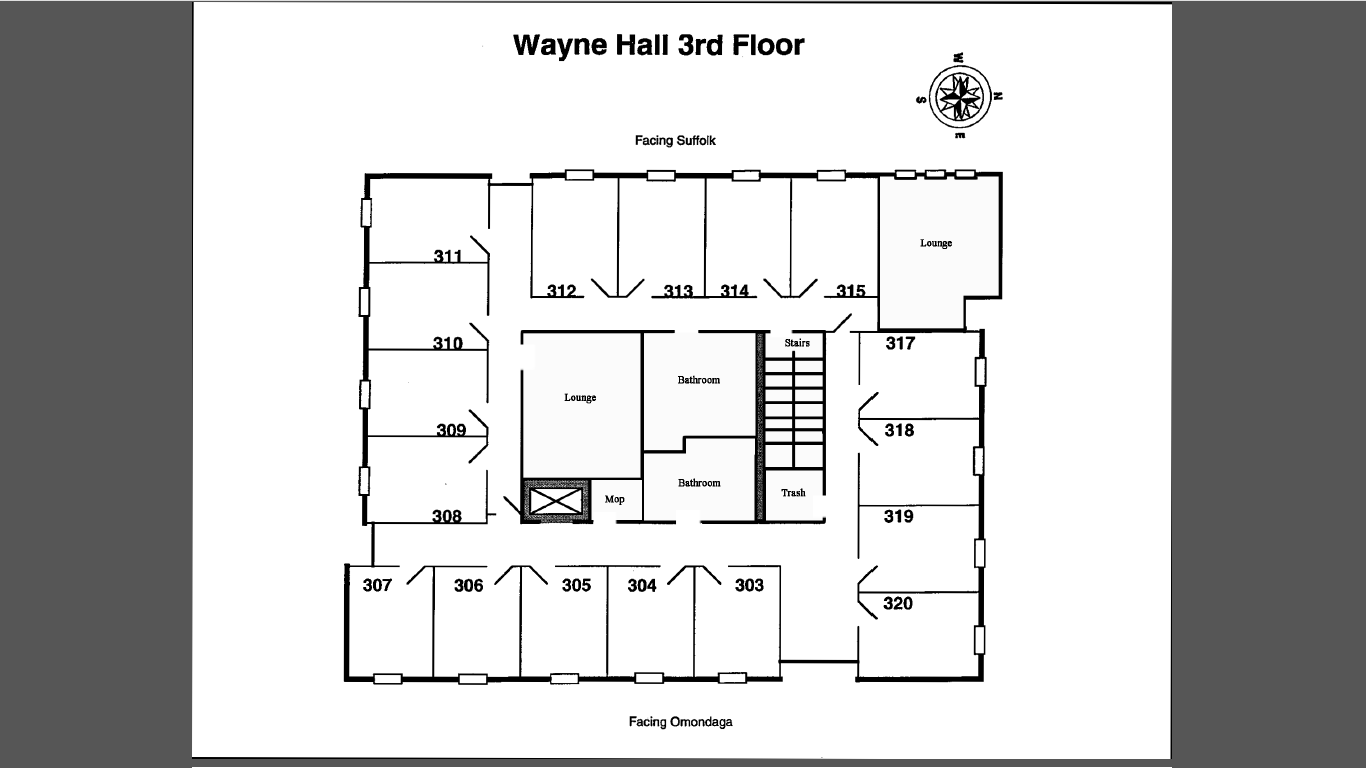 Wayne Hall 3rd Floor
W
S N
E
Facing Suffolk
311
Lounge
312 313 314 315
310
Stairs
317
Bathroom
Lounge
309
318
308
Bathroom
Mop
Trash
319
307 306 305 304 303
320
Facing Omondaga